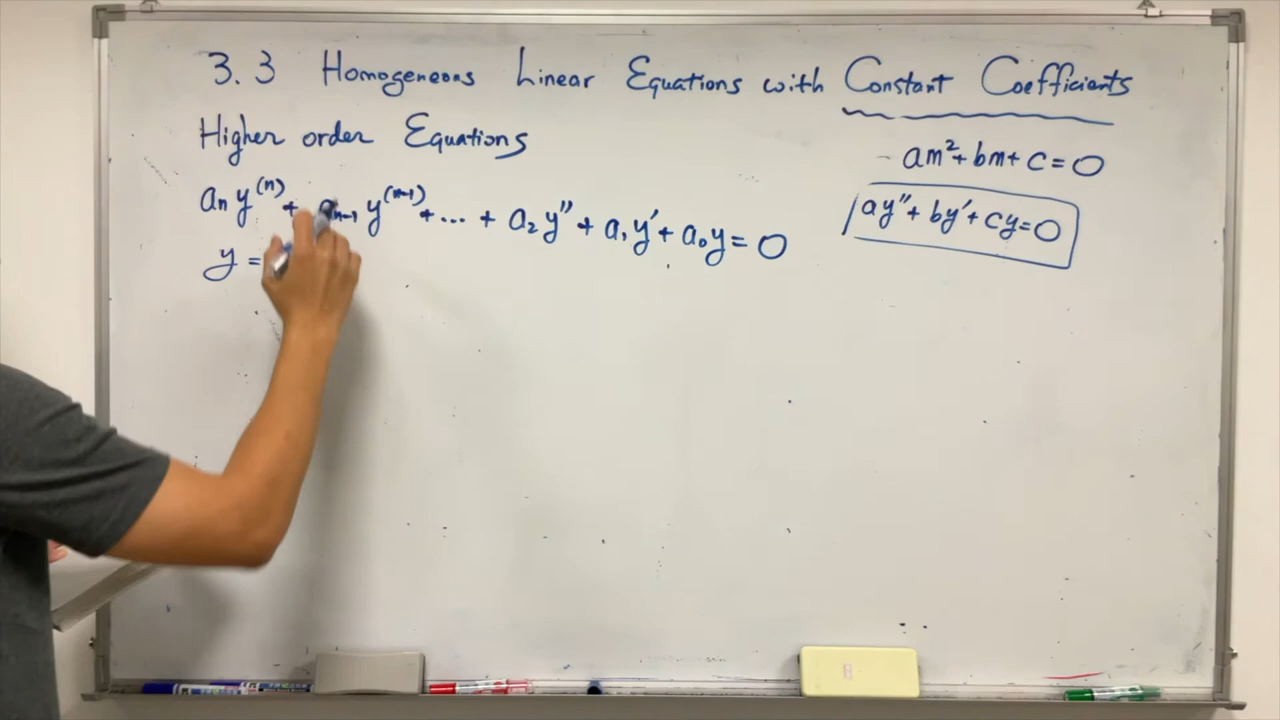 3.3 Homogeneous Linear Equations with Constant Coefficients
Higher order Equations
aₙy⁽ⁿ⁾ + aₙ₋₁y⁽ⁿ⁻¹⁾ + ... + a₂y'' + a₁y' + a₀y = 0
y =
am² + bm + c = 0
ay'' + by' + cy = 0